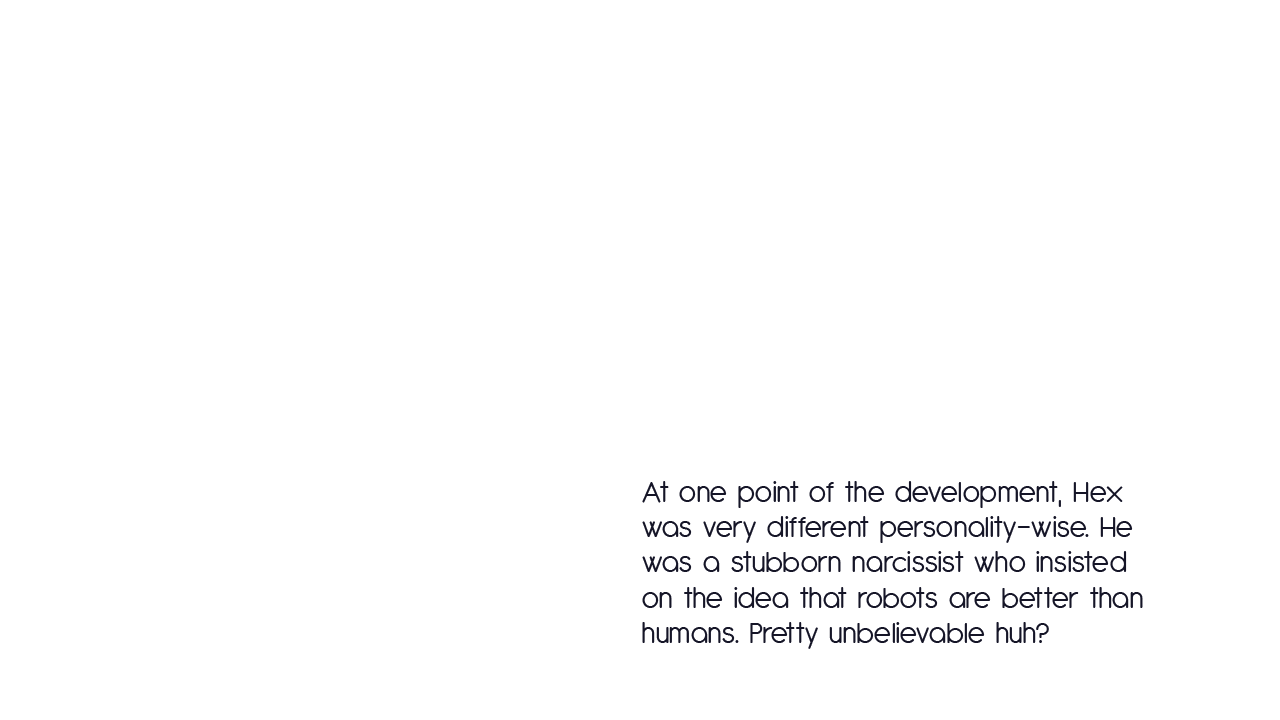 At one point of the development, Hex
was very different personality-wise. He
was a stubborn narcissist who insisted
on the idea that robots are better than
humans. Pretty unbelievable huh?